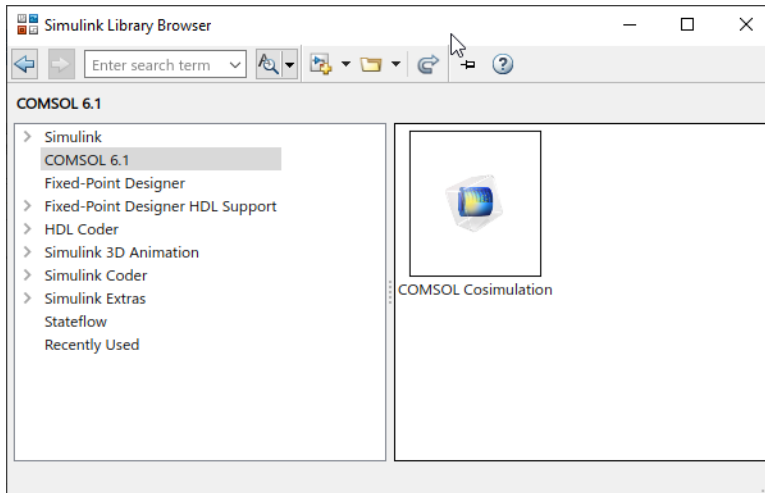 Simulink Library Browser
Enter search term
COMSOL 6.1
Simulink
COMSOL 6.1
Fixed-Point Designer
Fixed-Point Designer HDL Support
HDL Coder
Simulink 3D Animation
Simulink Coder
Simulink Extras
Stateflow
Recently Used
COMSOL Cosimulation